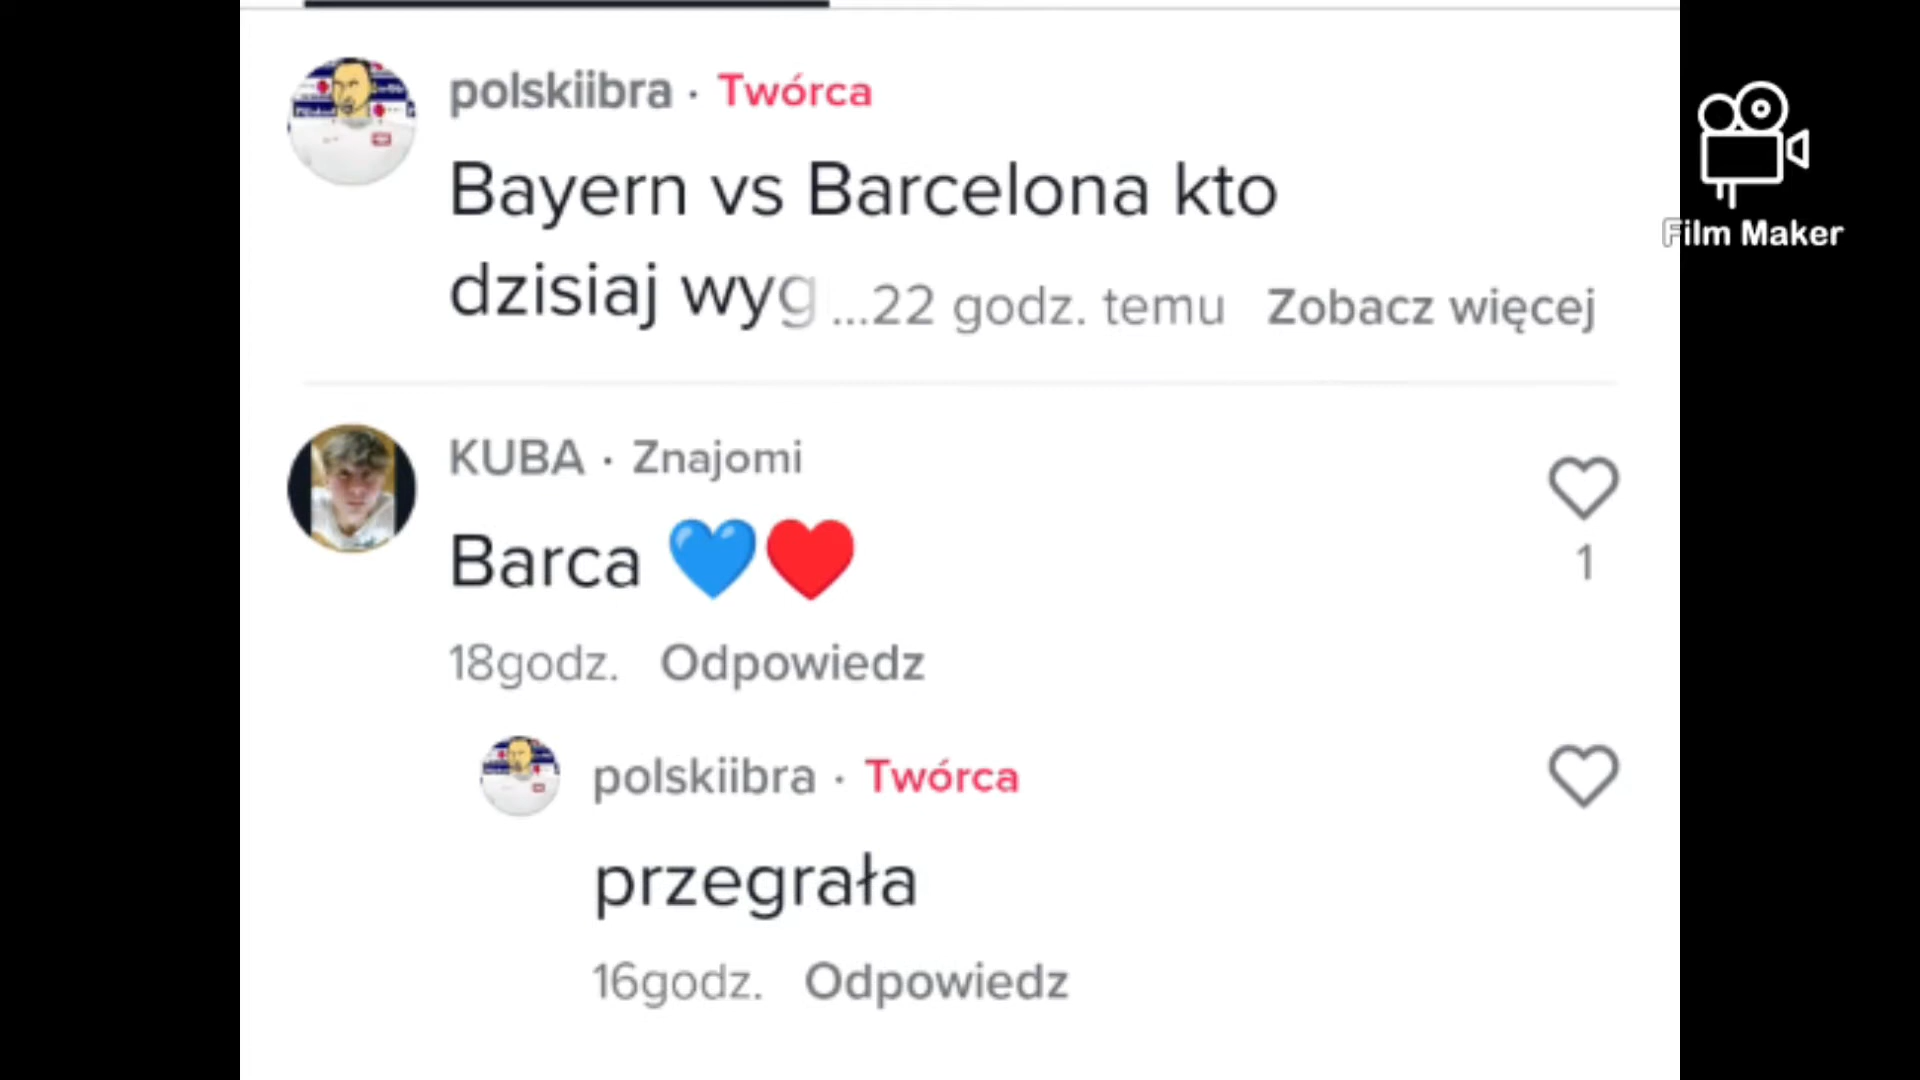 polskiibra · Twórca
Bayern vs Barcelona kto
dzisiaj wyg ...22 godz. temu Zobacz więcej
KUBA · Znajomi
Barca 💙❤️
1
18godz. Odpowiedz
polskiibra · Twórca
przegrała
16godz. Odpowiedz
Film Maker